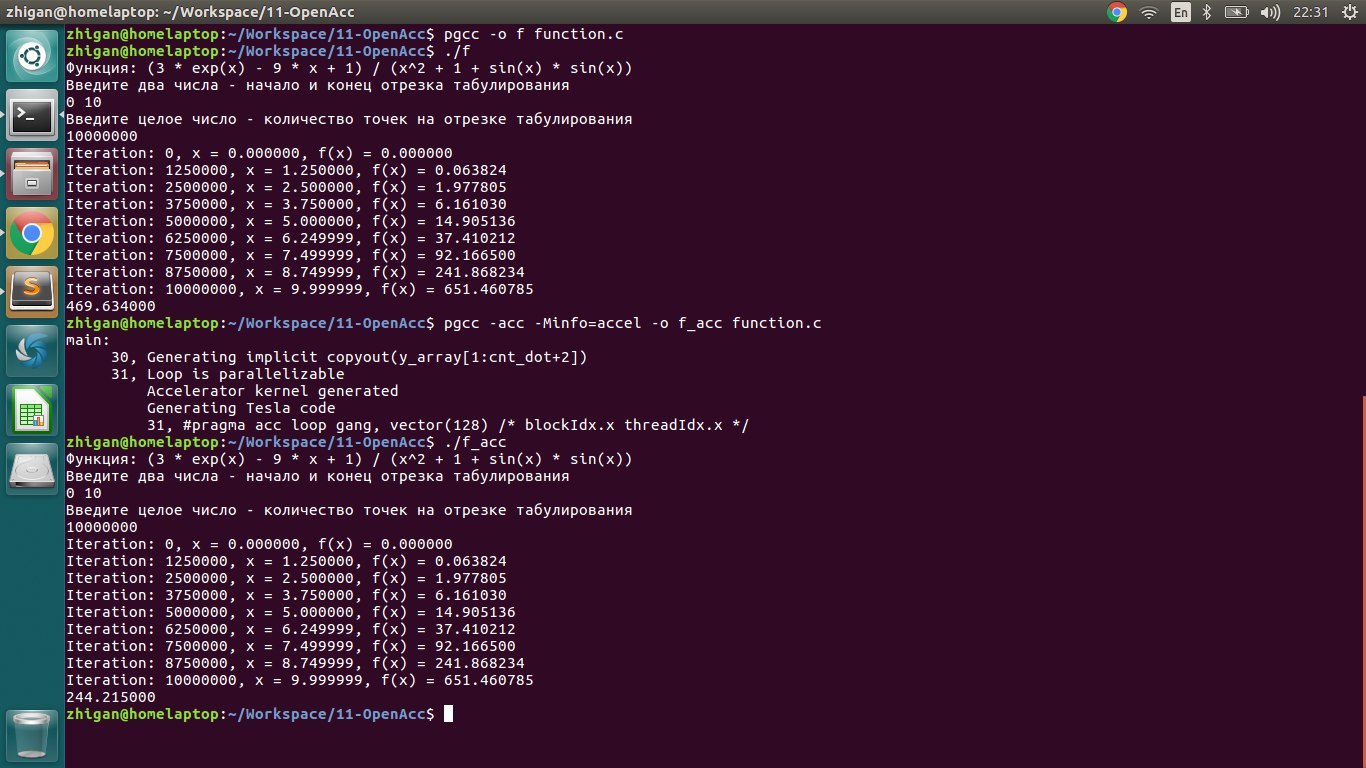 zhigan@homelaptop: ~/Workspace/11-OpenAcc En 22:31
zhigan@homelaptop:~/Workspace/11-OpenAcc$ pgcc -o f function.c
zhigan@homelaptop:~/Workspace/11-OpenAcc$ ./f
Функция: (3 * exp(x) - 9 * x + 1) / (x^2 + 1 + sin(x) * sin(x))
Введите два числа - начало и конец отрезка табулирования
0 10
Введите целое число - количество точек на отрезке табулирования
10000000
Iteration: 0, x = 0.000000, f(x) = 0.000000
Iteration: 1250000, x = 1.250000, f(x) = 0.063824
Iteration: 2500000, x = 2.500000, f(x) = 1.977805
Iteration: 3750000, x = 3.750000, f(x) = 6.161030
Iteration: 5000000, x = 5.000000, f(x) = 14.905136
Iteration: 6250000, x = 6.249999, f(x) = 37.410212
Iteration: 7500000, x = 7.499999, f(x) = 92.166500
Iteration: 8750000, x = 8.749999, f(x) = 241.868234
Iteration: 10000000, x = 9.999999, f(x) = 651.460785
469.634000
zhigan@homelaptop:~/Workspace/11-OpenAcc$ pgcc -acc -Minfo=accel -o f_acc function.c
main:
     30, Generating implicit copyout(y_array[1:cnt_dot+2])
     31, Loop is parallelizable
         Accelerator kernel generated
         Generating Tesla code
         31, #pragma acc loop gang, vector(128) /* blockIdx.x threadIdx.x */
zhigan@homelaptop:~/Workspace/11-OpenAcc$ ./f_acc
Функция: (3 * exp(x) - 9 * x + 1) / (x^2 + 1 + sin(x) * sin(x))
Введите два числа - начало и конец отрезка табулирования
0 10
Введите целое число - количество точек на отрезке табулирования
10000000
Iteration: 0, x = 0.000000, f(x) = 0.000000
Iteration: 1250000, x = 1.250000, f(x) = 0.063824
Iteration: 2500000, x = 2.500000, f(x) = 1.977805
Iteration: 3750000, x = 3.750000, f(x) = 6.161030
Iteration: 5000000, x = 5.000000, f(x) = 14.905136
Iteration: 6250000, x = 6.249999, f(x) = 37.410212
Iteration: 7500000, x = 7.499999, f(x) = 92.166500
Iteration: 8750000, x = 8.749999, f(x) = 241.868234
Iteration: 10000000, x = 9.999999, f(x) = 651.460785
244.215000
zhigan@homelaptop:~/Workspace/11-OpenAcc$